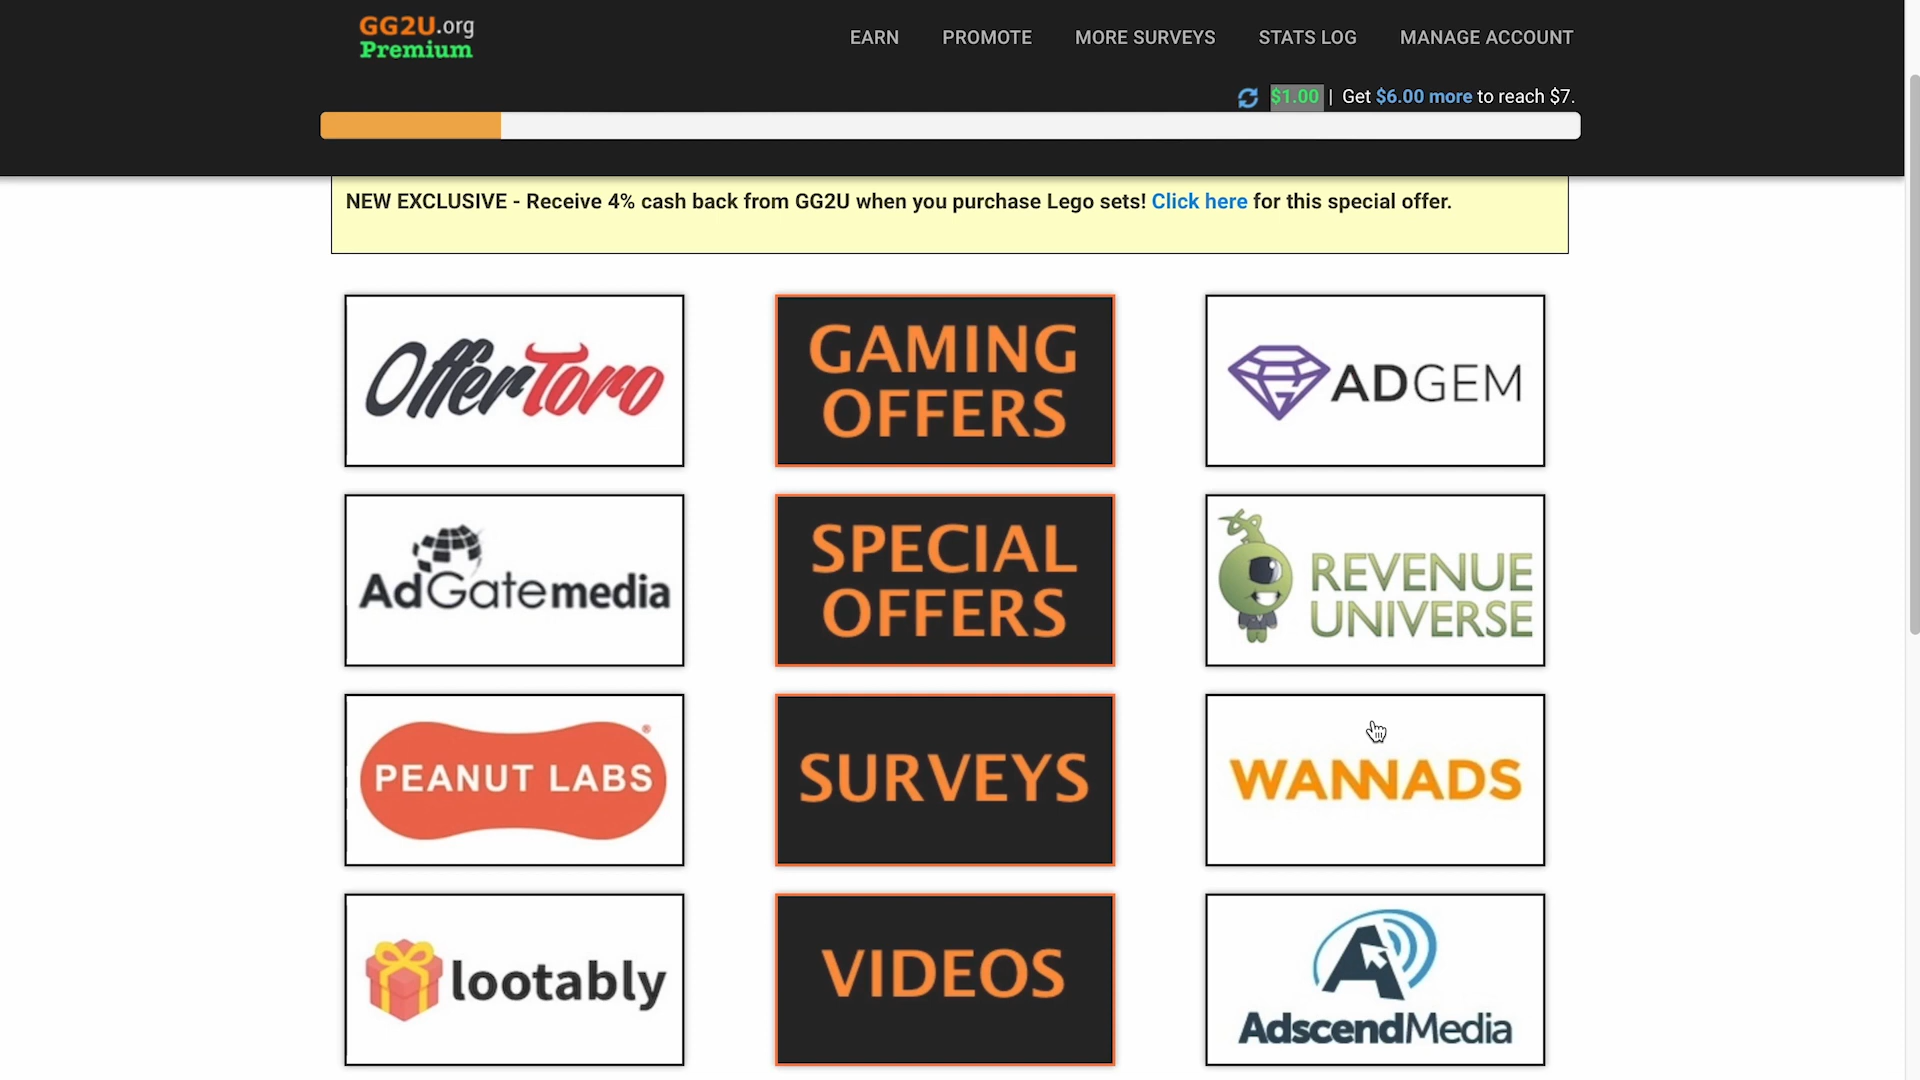 GG2U.org
Premium
EARN PROMOTE MORE SURVEYS STATS LOG MANAGE ACCOUNT
$1.00 | Get $6.00 more to reach $7.
NEW EXCLUSIVE - Receive 4% cash back from GG2U when you purchase Lego sets! Click here for this special offer.
OfferToro
GAMING
OFFERS
ADGEM
AdGatemedia
SPECIAL
OFFERS
REVENUE
UNIVERSE
PEANUT LABS®
SURVEYS
WANNADS
lootably
VIDEOS
AdscendMedia